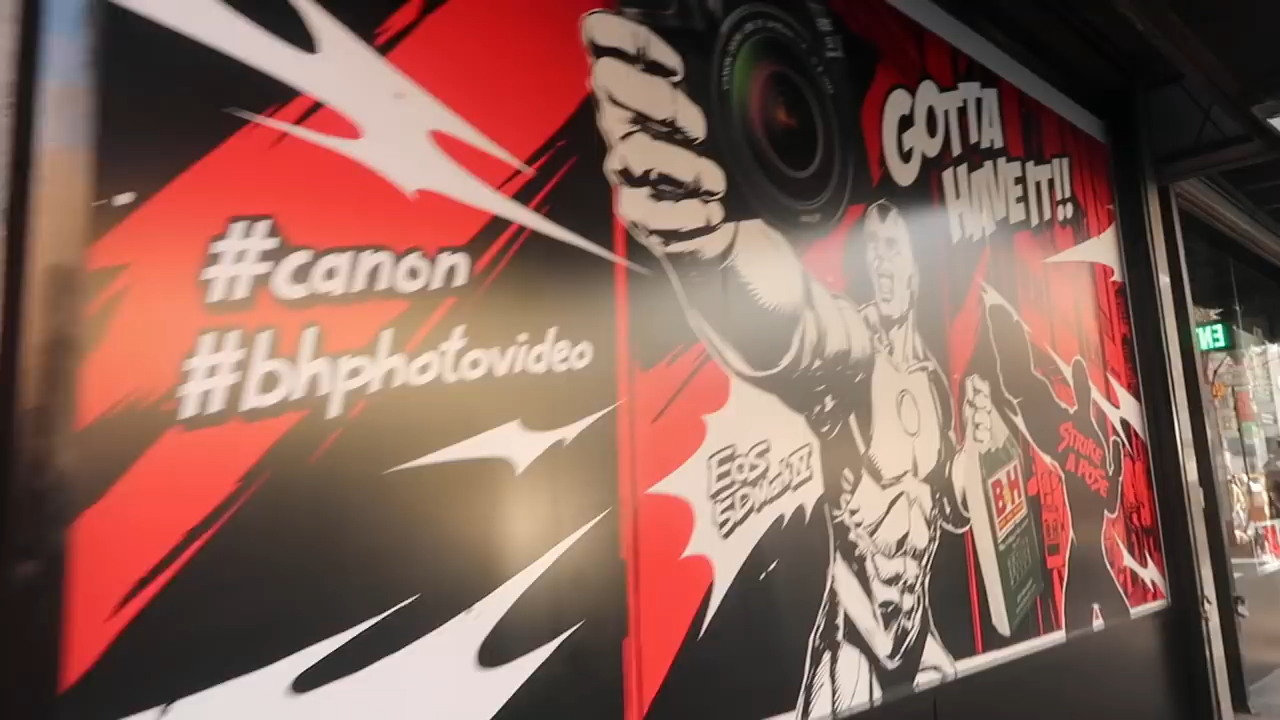 #canon
#bhphotovideo
GOTTA
HAVE IT!!
EOS
5D Mark IV
STRIKE
A POSE
B&H